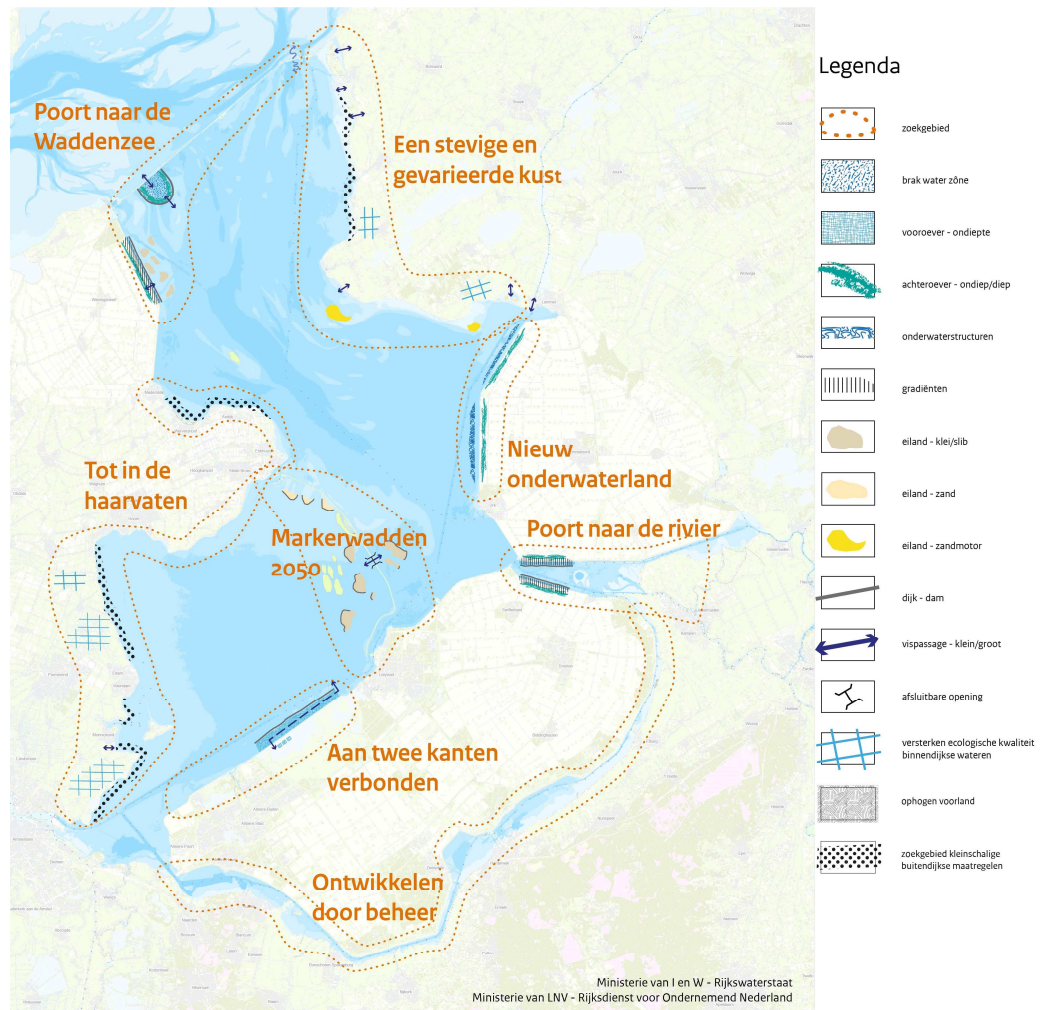 Poort naar de
Waddenzee
Een stevige en
gevarieerde kust
Tot in de
haarvaten
Nieuw
onderwaterland
Markerwadden
2050
Poort naar de rivier
Aan twee kanten
verbonden
Ontwikkelen
door beheer
Ministerie van I en W - Rijkswaterstaat
Ministerie van LNV - Rijksdienst voor Ondernemend Nederland
Legenda
zoekgebied
brak water zône
vooroever - ondiepte
achteroever - ondiep/diep
onderwaterstructuren
gradiënten
eiland - klei/slib
eiland - zand
eiland - zandmotor
dijk - dam
vispassage - klein/groot
afsluitbare opening
versterken ecologische kwaliteit
binnendijkse wateren
ophogen voorland
zoekgebied kleinschalige
buitendijkse maatregelen